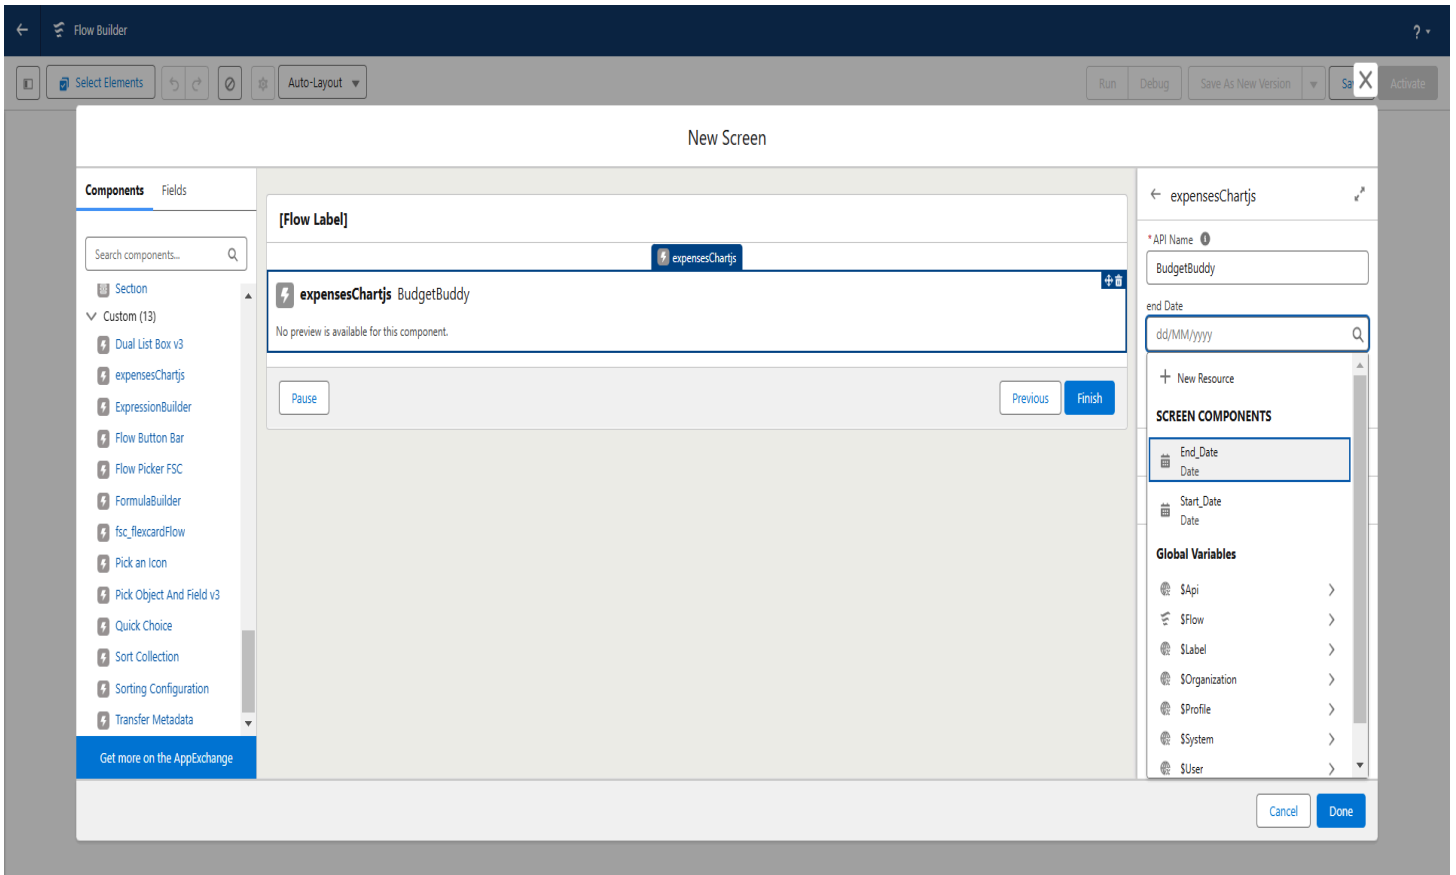 Flow Builder
?
Select Elements
Auto-Layout
Run
Debug
Save As New Version
Sa
X
Activate
New Screen
Components
Fields
Search components...
Section
Custom (13)
Dual List Box v3
expensesChartjs
ExpressionBuilder
Flow Button Bar
Flow Picker FSC
FormulaBuilder
fsc_flexcardFlow
Pick an Icon
Pick Object And Field v3
Quick Choice
Sort Collection
Sorting Configuration
Transfer Metadata
Get more on the AppExchange
[Flow Label]
expensesChartjs
expensesChartjs BudgetBuddy
No preview is available for this component.
Pause
Previous
Finish
expensesChartjs
*API Name
BudgetBuddy
end Date
dd/MM/yyyy
New Resource
SCREEN COMPONENTS
End_Date
Date
Start_Date
Date
Global Variables
$Api
$Flow
$Label
$Organization
$Profile
$System
$User
Cancel
Done